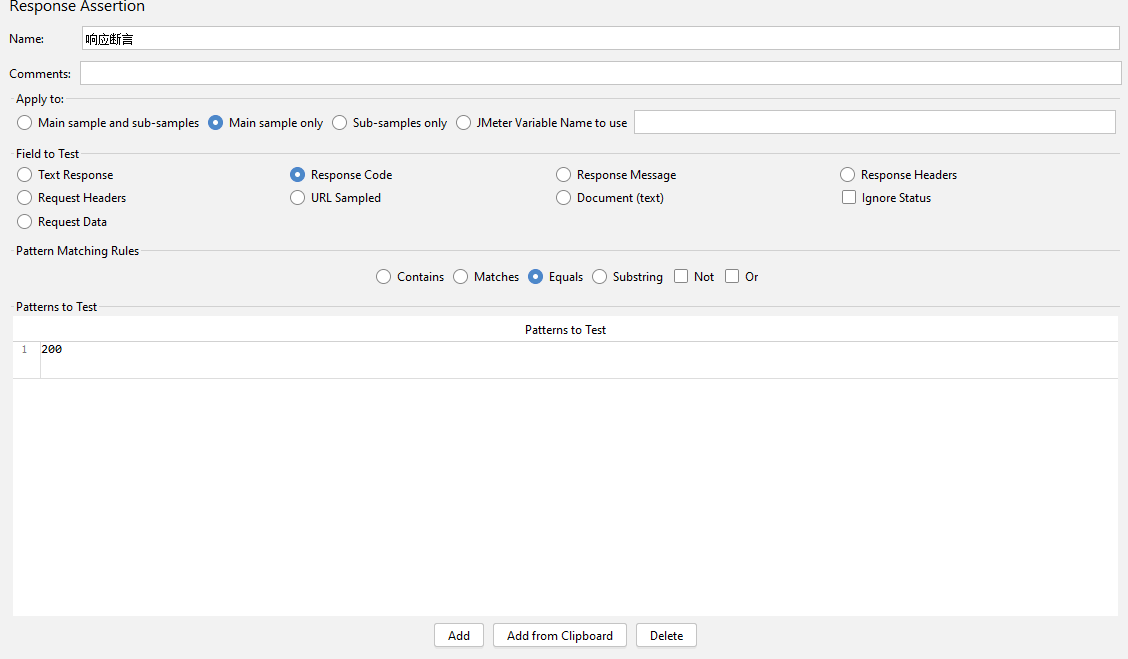 Response Assertion
Name: 响应断言
Comments:
Apply to:
Main sample and sub-samples Main sample only Sub-samples only JMeter Variable Name to use
Field to Test
Text Response Response Code Response Message Response Headers
Request Headers URL Sampled Document (text) Ignore Status
Request Data
Pattern Matching Rules
Contains Matches Equals Substring Not Or
Patterns to Test
Patterns to Test
1 200
Add Add from Clipboard Delete